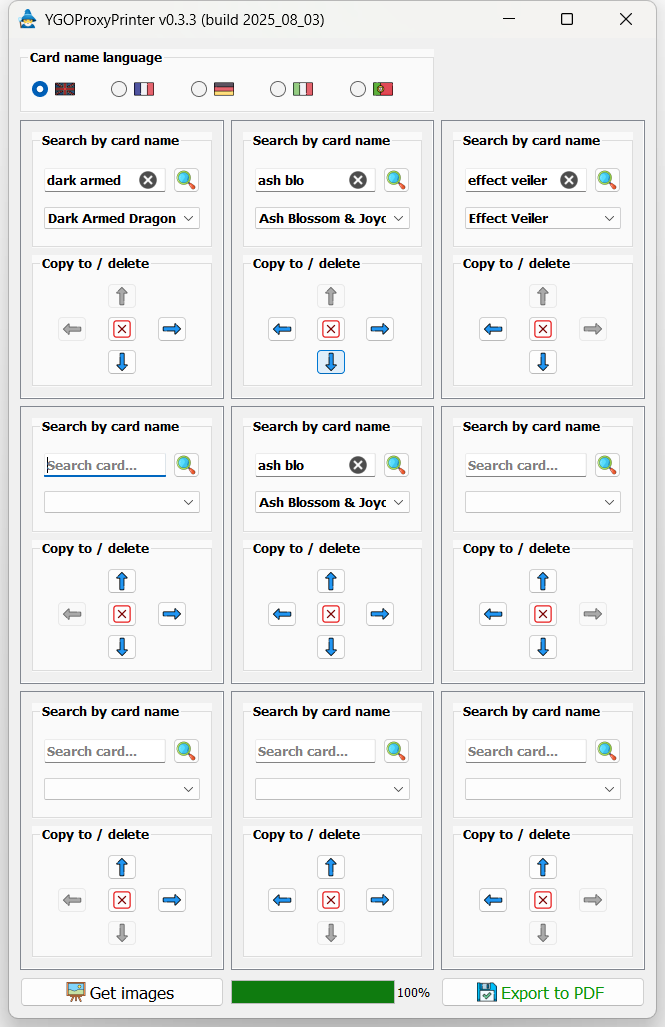 YGOProxyPrinter v0.3.3 (build 2025_08_03)
Card name language
Search by card name
Search by card name
Search by card name
dark armed
ash blo
effect veiler
Dark Armed Dragon
Ash Blossom & Joyc
Effect Veiler
Copy to / delete
Copy to / delete
Copy to / delete
Search by card name
Search by card name
Search by card name
Search card...
ash blo
Search card...
Ash Blossom & Joyc
Copy to / delete
Copy to / delete
Copy to / delete
Search by card name
Search by card name
Search by card name
Search card...
Search card...
Search card...
Copy to / delete
Copy to / delete
Copy to / delete
Get images
100%
Export to PDF